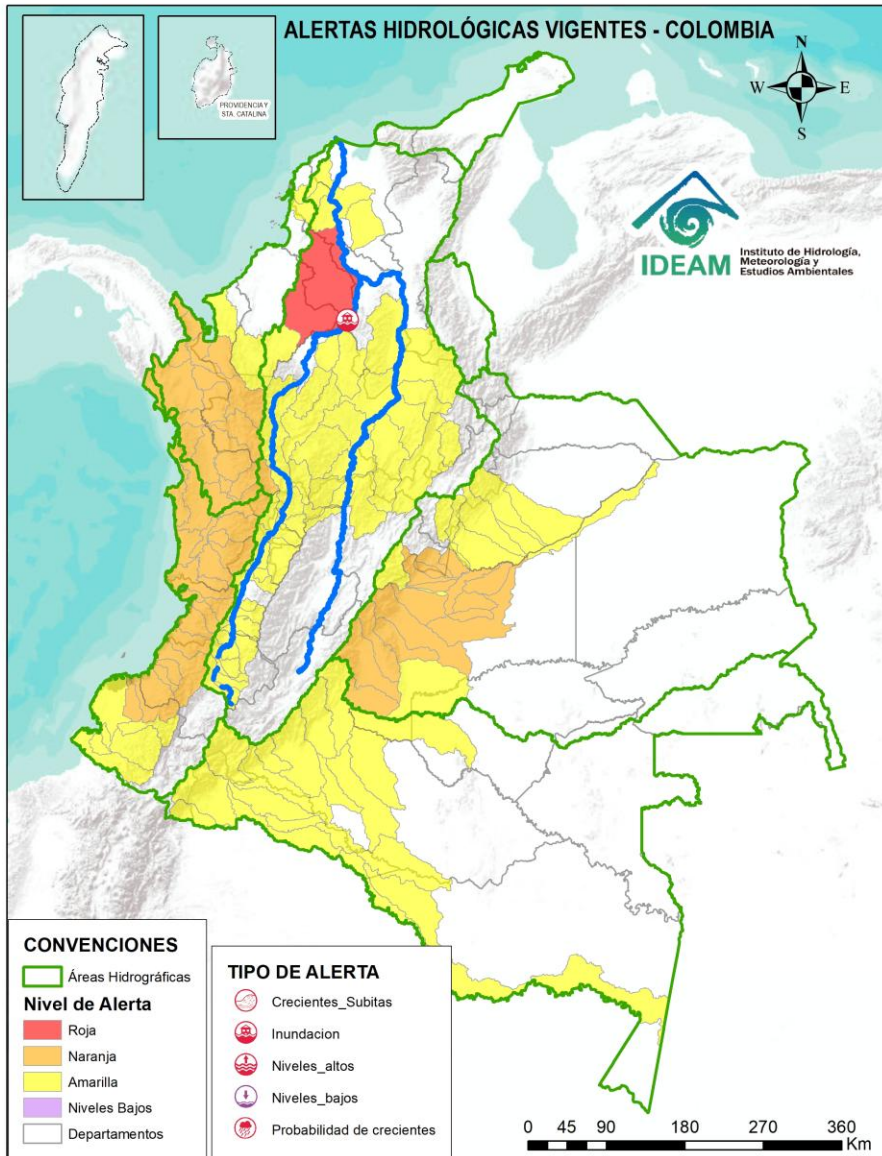 ALERTAS HIDROLÓGICAS VIGENTES - COLOMBIA
PROVIDENCIA Y
STA. CATALINA
N
W
E
S
IDEAM
Instituto de Hidrología,
Meteorología y
Estudios Ambientales
CONVENCIONES
Áreas Hidrográficas
Nivel de Alerta
Roja
Naranja
Amarilla
Niveles Bajos
Departamentos
TIPO DE ALERTA
Crecientes_Subitas
Inundacion
Niveles_altos
Niveles_bajos
Probabilidad de crecientes
0 45 90 180 270 360
Km